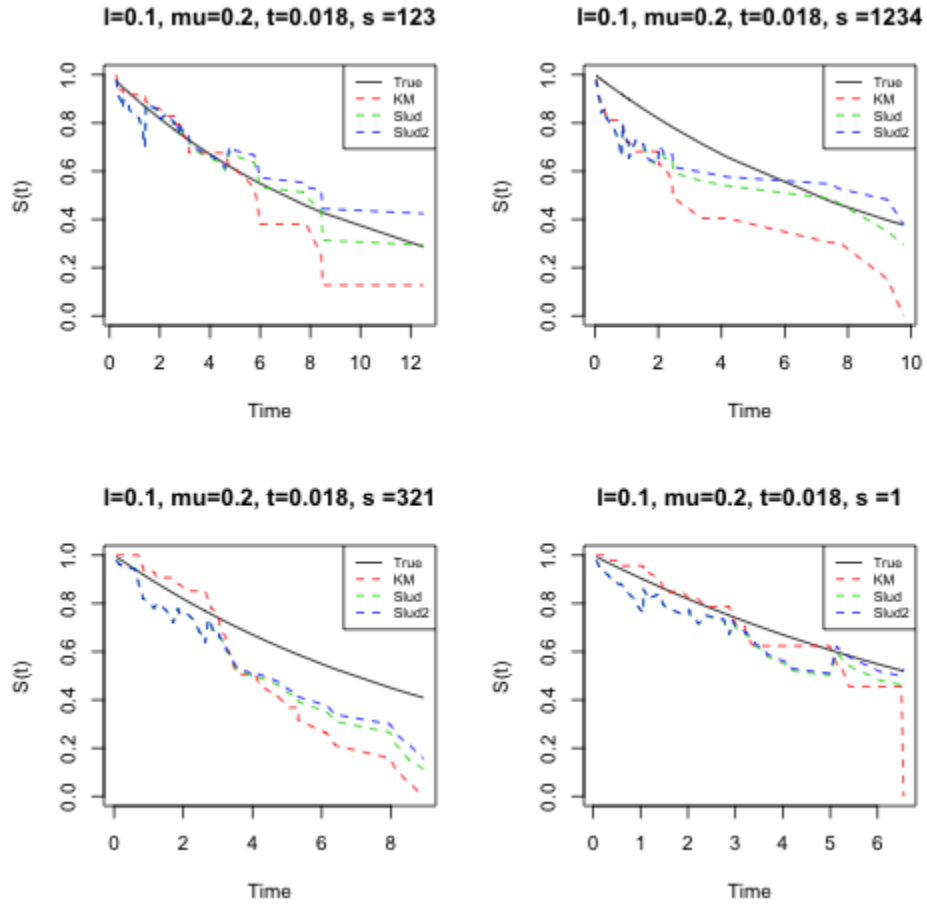 l=0.1, mu=0.2, t=0.018, s =123
S(t)
0.0 0.2 0.4 0.6 0.8 1.0
True
KM
Slud
Slud2
0 2 4 6 8 10 12
Time
l=0.1, mu=0.2, t=0.018, s =1234
S(t)
0.0 0.2 0.4 0.6 0.8 1.0
True
KM
Slud
Slud2
0 2 4 6 8 10
Time
l=0.1, mu=0.2, t=0.018, s =321
S(t)
0.0 0.2 0.4 0.6 0.8 1.0
True
KM
Slud
Slud2
0 2 4 6 8
Time
l=0.1, mu=0.2, t=0.018, s =1
S(t)
0.0 0.2 0.4 0.6 0.8 1.0
True
KM
Slud
Slud2
0 1 2 3 4 5 6
Time